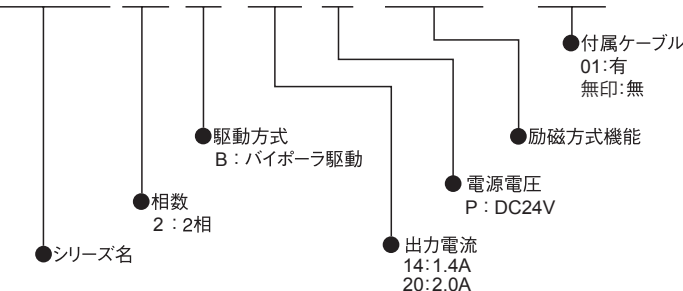 付属ケーブル
01：有
無印：無
駆動方式
B：バイポーラ駆動
励磁方式機能
電源電圧
P：DC24V
相数
2：2相
出力電流
14：1.4A
20：2.0A
シリーズ名